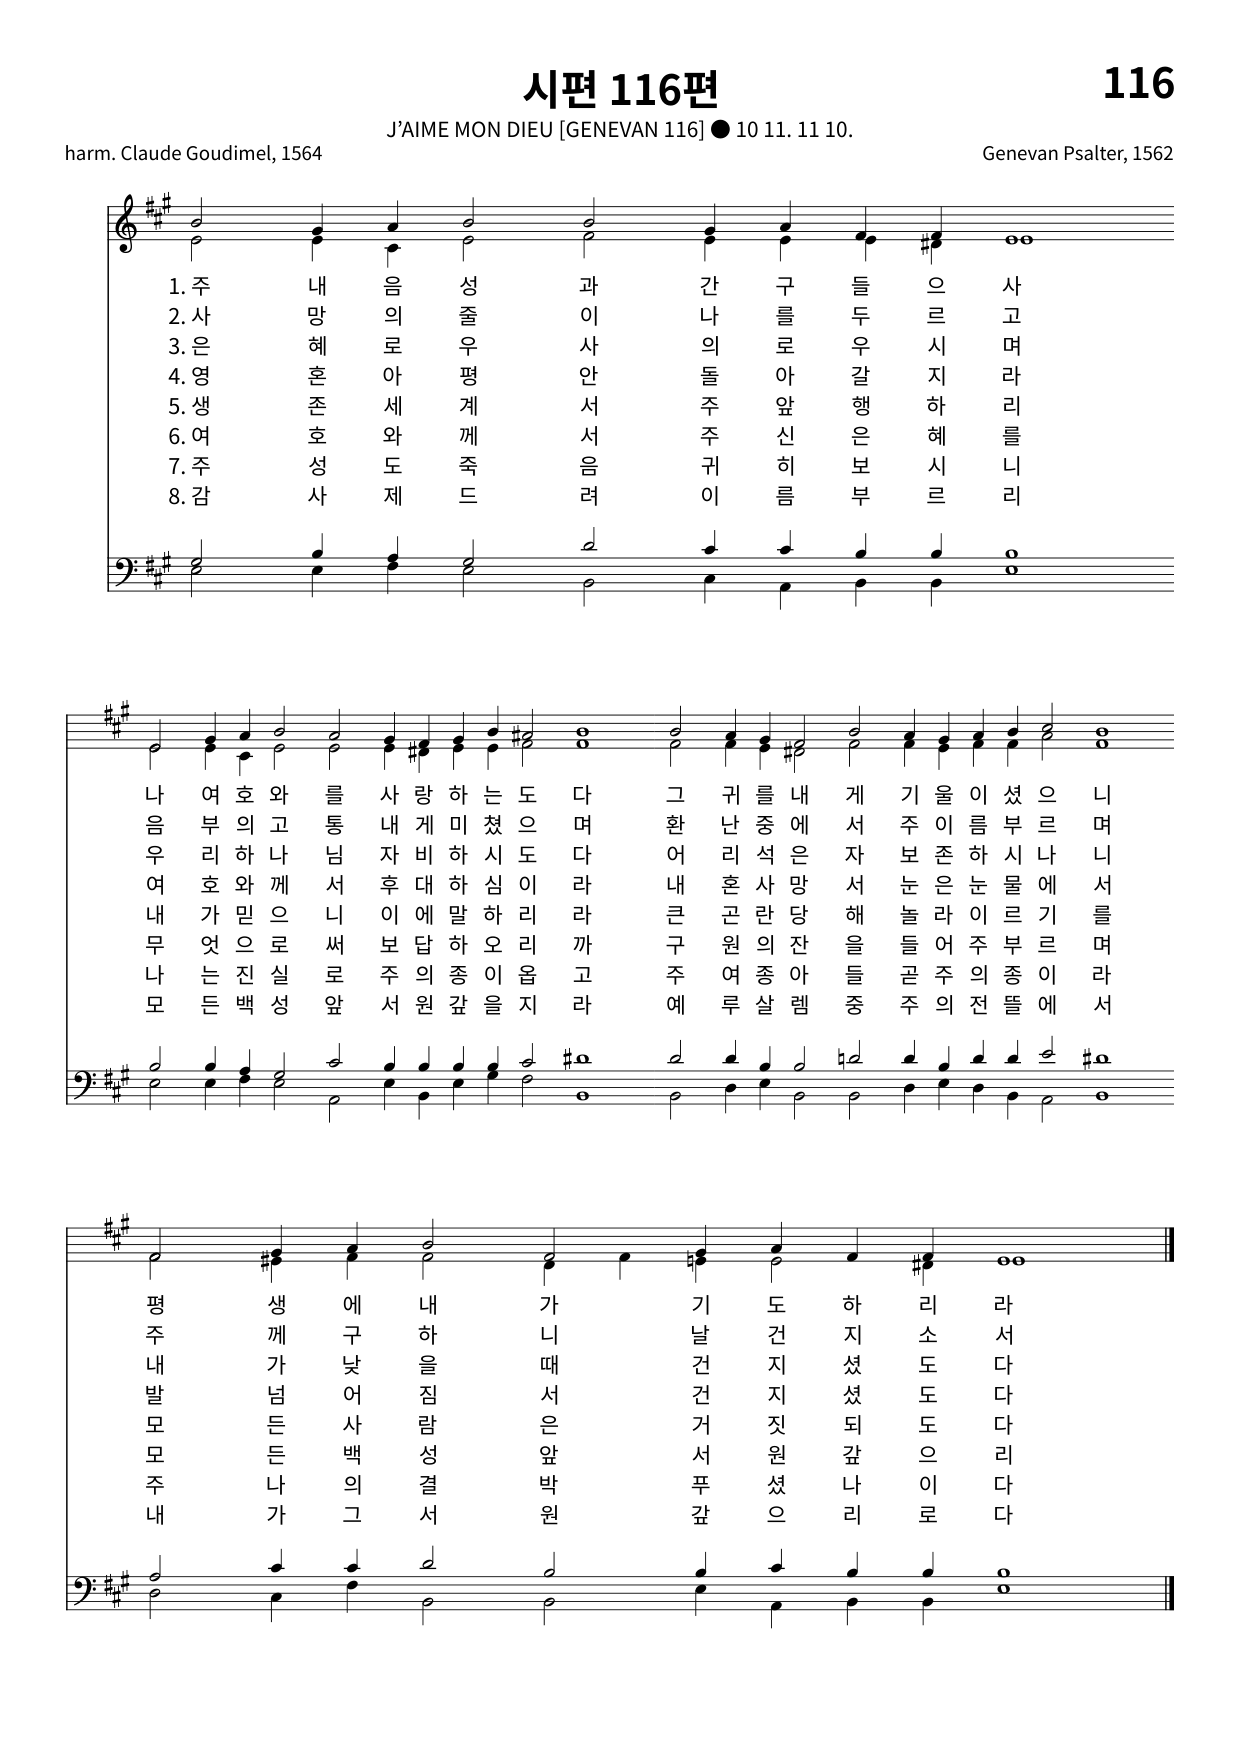 시편 116편
116
J’AIME MON DIEU [GENEVAN 116] ● 10 11. 11 10.
harm. Claude Goudimel, 1564
Genevan Psalter, 1562
1. 주 내 음 성 과 간 구 들 으 사
2. 사 망 의 줄 이 나 를 두 르 고
3. 은 혜 로 우 사 의 로 우 시 며
4. 영 혼 아 평 안 돌 아 갈 지 라
5. 생 존 세 계 서 주 앞 행 하 리
6. 여 호 와 께 서 주 신 은 혜 를
7. 주 성 도 죽 음 귀 히 보 시 니
8. 감 사 제 드 려 이 름 부 르 리
나 여 호 와 를 사 랑 하 는 도 다 그 귀 를 내 게 기 울 이 셨 으 니
음 부 의 고 통 내 게 미 쳤 으 며 환 난 중 에 서 주 이 름 부 르 며
우 리 하 나 님 자 비 하 시 도 다 어 리 석 은 자 보 존 하 시 나 니
여 호 와 께 서 후 대 하 심 이 라 내 혼 사 망 서 눈 은 눈 물 에 서
내 가 믿 으 니 이 에 말 하 리 라 큰 곤 란 당 해 놀 라 이 르 기 를
무 엇 으 로 써 보 답 하 오 리 까 구 원 의 잔 을 들 어 주 부 르 며
나 는 진 실 로 주 의 종 이 옵 고 주 여 종 아 들 곧 주 의 종 이 라
모 든 백 성 앞 서 원 갚 을 지 라 예 루 살 렘 중 주 의 전 뜰 에 서
평 생 에 내 가 기 도 하 리 라
주 께 구 하 니 날 건 지 소 서
내 가 낮 을 때 건 지 셨 도 다
발 넘 어 짐 서 건 지 셨 도 다
모 든 사 람 은 거 짓 되 도 다
모 든 백 성 앞 서 원 갚 으 리
주 나 의 결 박 푸 셨 나 이 다
내 가 그 서 원 갚 으 리 로 다